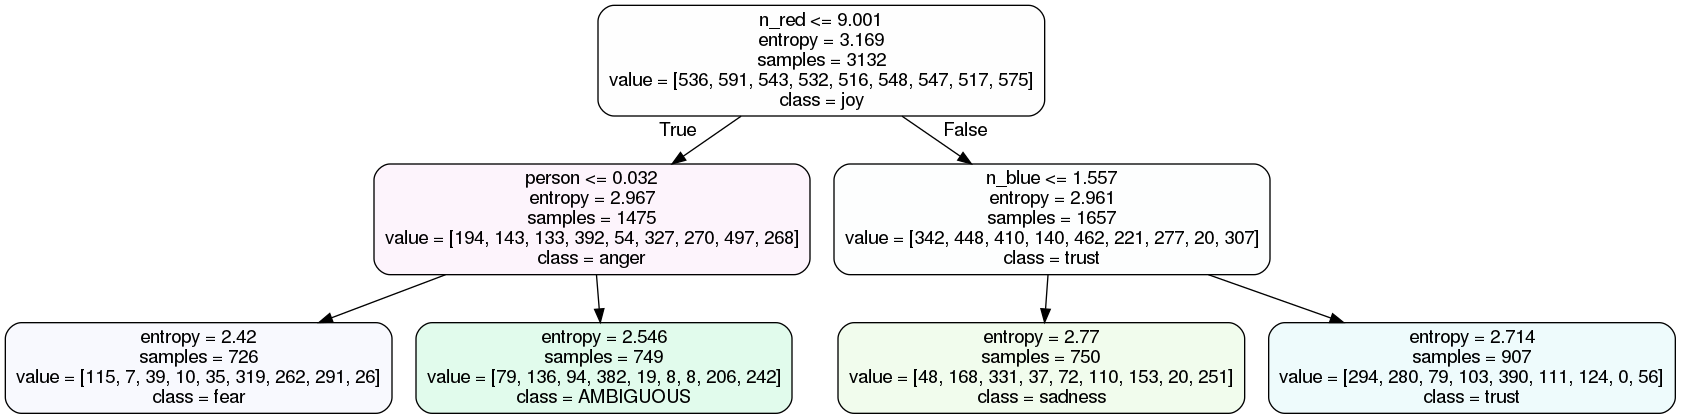 n_red <= 9.001
entropy = 3.169
samples = 3132
value = [536, 591, 543, 532, 516, 548, 547, 517, 575]
class = joy
True
False
person <= 0.032
entropy = 2.967
samples = 1475
value = [194, 143, 133, 392, 54, 327, 270, 497, 268]
class = anger
n_blue <= 1.557
entropy = 2.961
samples = 1657
value = [342, 448, 410, 140, 462, 221, 277, 20, 307]
class = trust
entropy = 2.42
samples = 726
value = [115, 7, 39, 10, 35, 319, 262, 291, 26]
class = fear
entropy = 2.546
samples = 749
value = [79, 136, 94, 382, 19, 8, 8, 206, 242]
class = AMBIGUOUS
entropy = 2.77
samples = 750
value = [48, 168, 331, 37, 72, 110, 153, 20, 251]
class = sadness
entropy = 2.714
samples = 907
value = [294, 280, 79, 103, 390, 111, 124, 0, 56]
class = trust